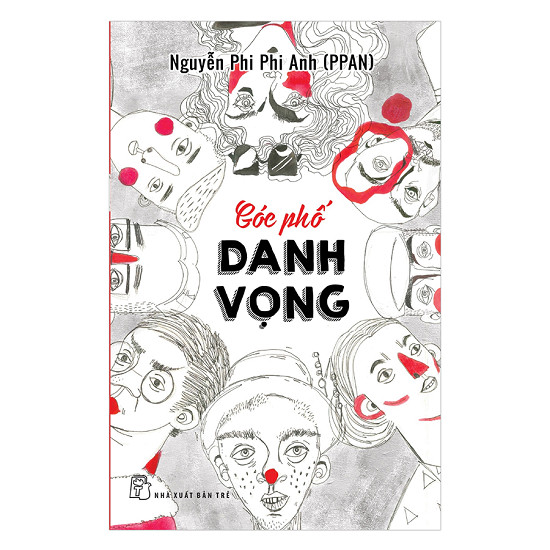 Nguyễn Phi Phi Anh (PPAN)
Góc phố
DANH
VỌNG
NHÀ XUẤT BẢN TRẺ